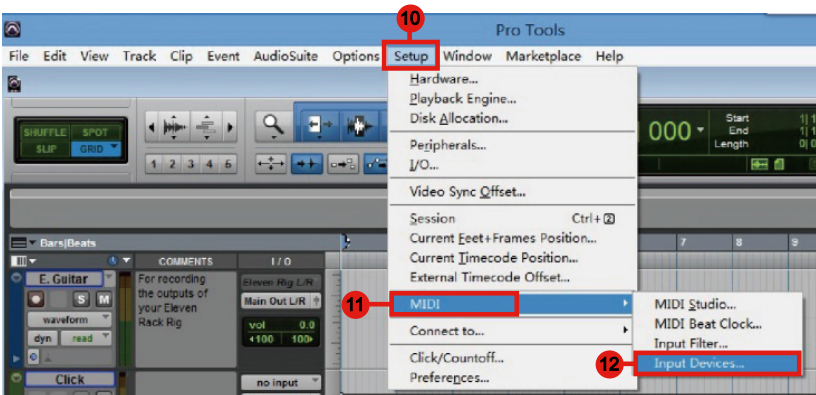 10
Pro Tools
File Edit View Track Clip Event AudioSuite Options Setup Window Marketplace Help
Hardware...
Playback Engine...
Disk Allocation...
Peripherals...
I/O...
Video Sync Offset...
Session Ctrl+2
Current Feet+Frames Position...
Current Timecode Position...
External Timecode Offset...
11 MIDI
Connect to...
Click/Countoff...
Preferences...
MIDI Studio...
MIDI Beat Clock...
Input Filter...
12 Input Devices...
SHUFFLE SPOT
SLIP GRID
1 2 3 4 5
000
Start
End
Length
Bars|Beats
7 8 9
COMMENTS I / O
E. Guitar
S M
waveform
dyn read
For recording
the outputs of
your Eleven
Rack Rig
Eleven Rig L/R
Main Out L/R
vol 0.0
100 100
Click
no input